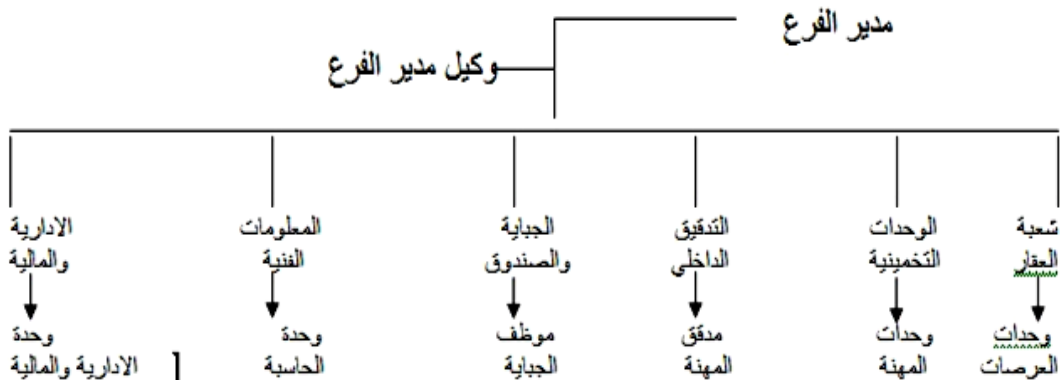 مدير الفرع
وكيل مدير الفرع
شعبة
العقار
الوحدات
التخمينية
التدقيق
الداخلي
الجباية
والصندوق
المعلومات
الفنية
الادارية
والمالية
وحدات
العرصات
وحدات
المهنة
مدقق
المهنة
موظف
الجباية
وحدة
الحاسبة
وحدة
الادارية والمالية
[